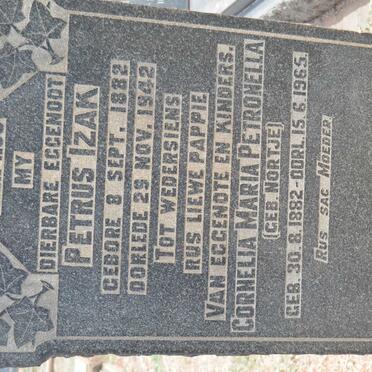 MY
DIERBARE EGGENOOT
PETRUS IZAK
GEBORE 8 SEPT. 1882
OORLEDE 29 NOV. 1942
TOT WEDERSIENS
RUS LIEWE PAPPIE
VAN EGGENOTE EN KINDERS.
CORNELIA MARIA PETRONELLA
(GEB. NORTJE)
GEB. 30.8.1882-OORL. 15.6.1965.
RUS SAG MOEDER.